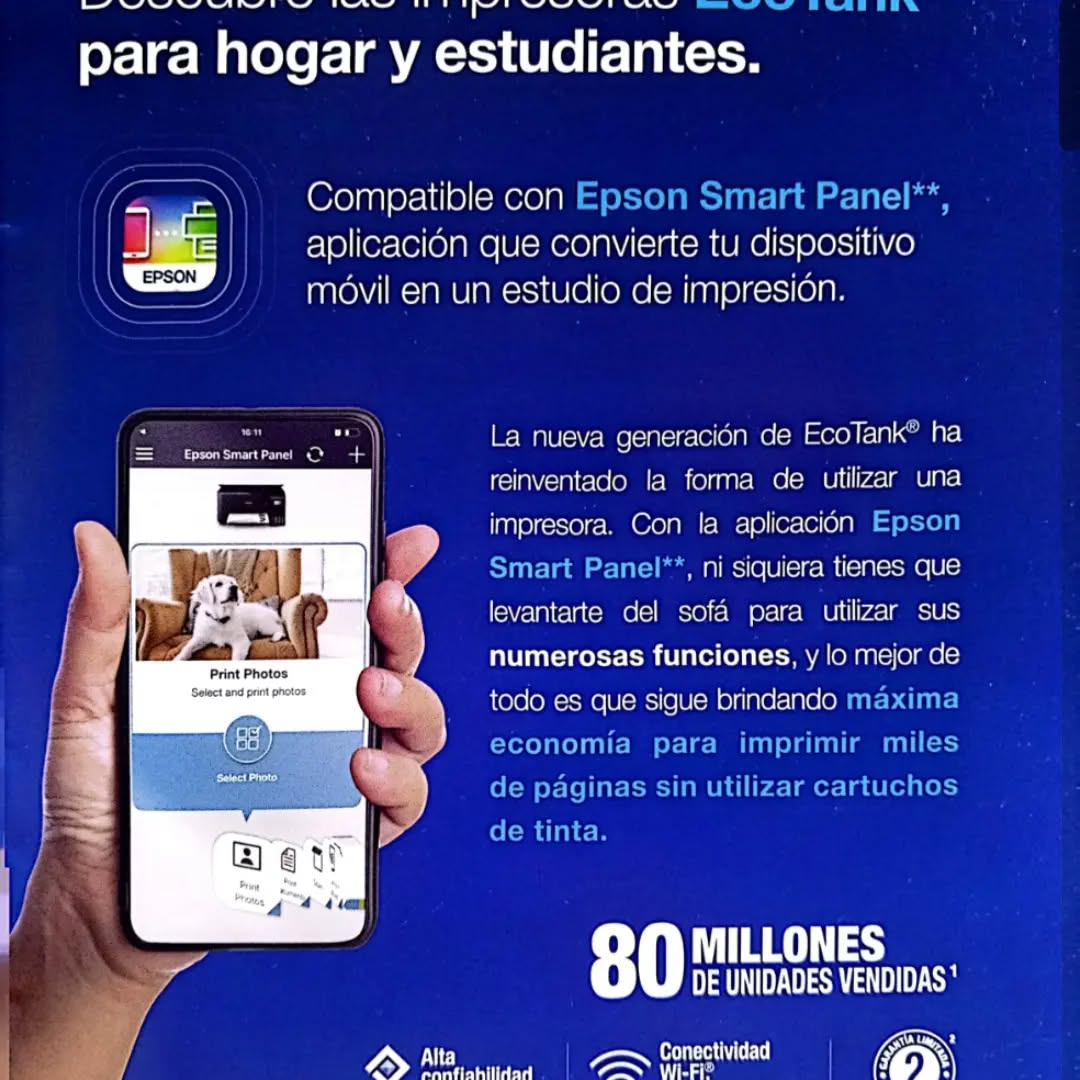 Descubre las impresoras EcoTank
para hogar y estudiantes.
EPSON
Compatible con Epson Smart Panel**,
aplicación que convierte tu dispositivo
móvil en un estudio de impresión.
16:11
Epson Smart Panel
Print Photos
Select and print photos
Select Photo
Print
Photos
Print
La nueva generación de EcoTank® ha
reinventado la forma de utilizar una
impresora. Con la aplicación Epson
Smart Panel**, ni siquiera tienes que
levantarte del sofá para utilizar sus
numerosas funciones, y lo mejor de
todo es que sigue brindando máxima
economía para imprimir miles
de páginas sin utilizar cartuchos
de tinta.
80 MILLONES
DE UNIDADES VENDIDAS¹
Alta
confiabilidad
Conectividad
Wi-Fi®
GARANTÍA LIMITADA
2
2